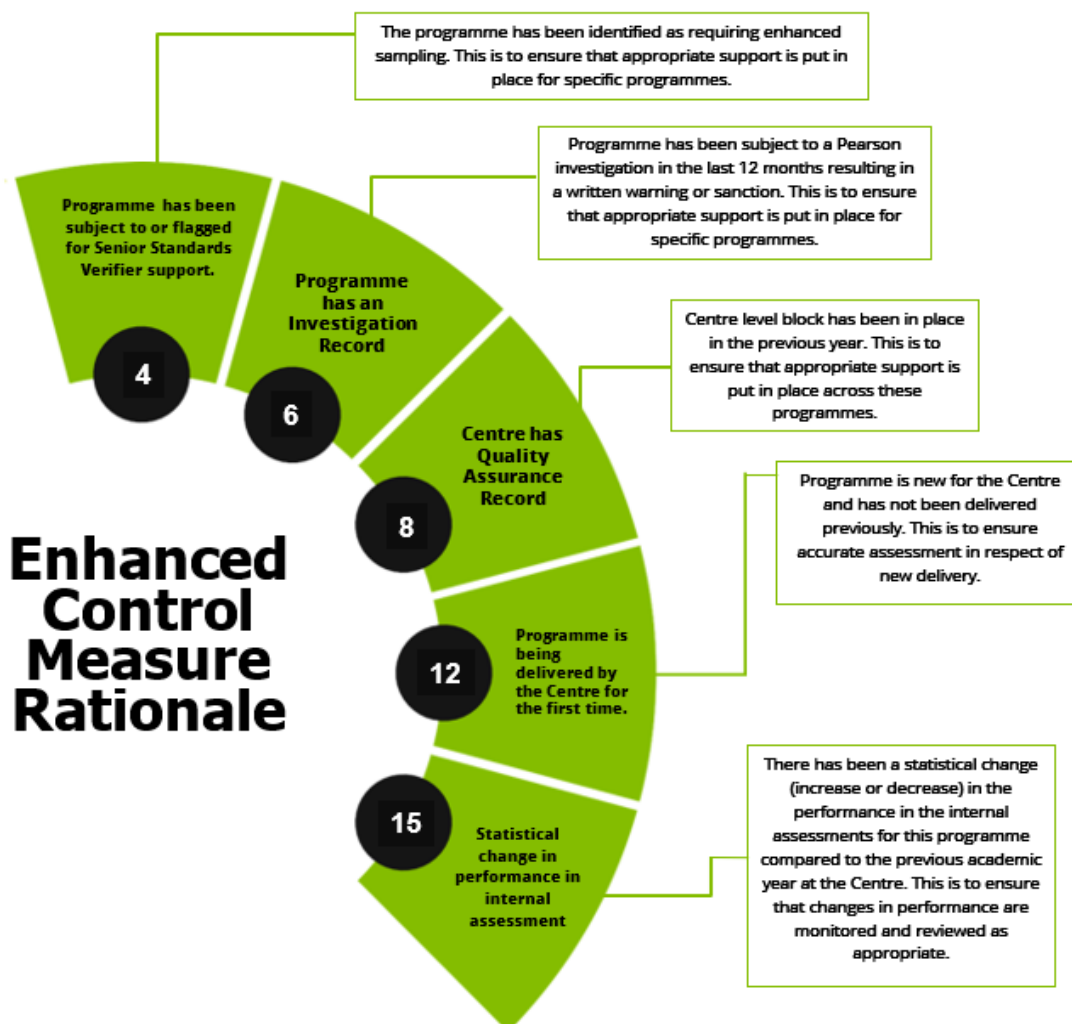 The programme has been identified as requiring enhanced
sampling. This is to ensure that appropriate support is put in
place for specific programmes.
Programme has been
subject to or flagged
for Senior Standards
Verifier support.
4
Programme has been subject to a Pearson
investigation in the last 12 months resulting in
a written warning or sanction. This is to ensure
that appropriate support is put in place for
specific programmes.
Programme
has an
Investigation
Record
6
Centre level block has been in place
in the previous year. This is to
ensure that appropriate support is
put in place across these
programmes.
Centre has
Quality
Assurance
Record
8
Programme is new for the Centre
and has not been delivered
previously. This is to ensure
accurate assessment in respect of
new delivery.
Programme is
being
delivered by
the Centre for
the first time.
12
There has been a statistical change
(increase or decrease) in the
performance in the internal
assessments for this programme
compared to the previous academic
year at the Centre. This is to ensure
that changes in performance are
monitored and reviewed as
appropriate.
Statistical
change in
performance in
internal
assessment
15
Enhanced
Control
Measure
Rationale